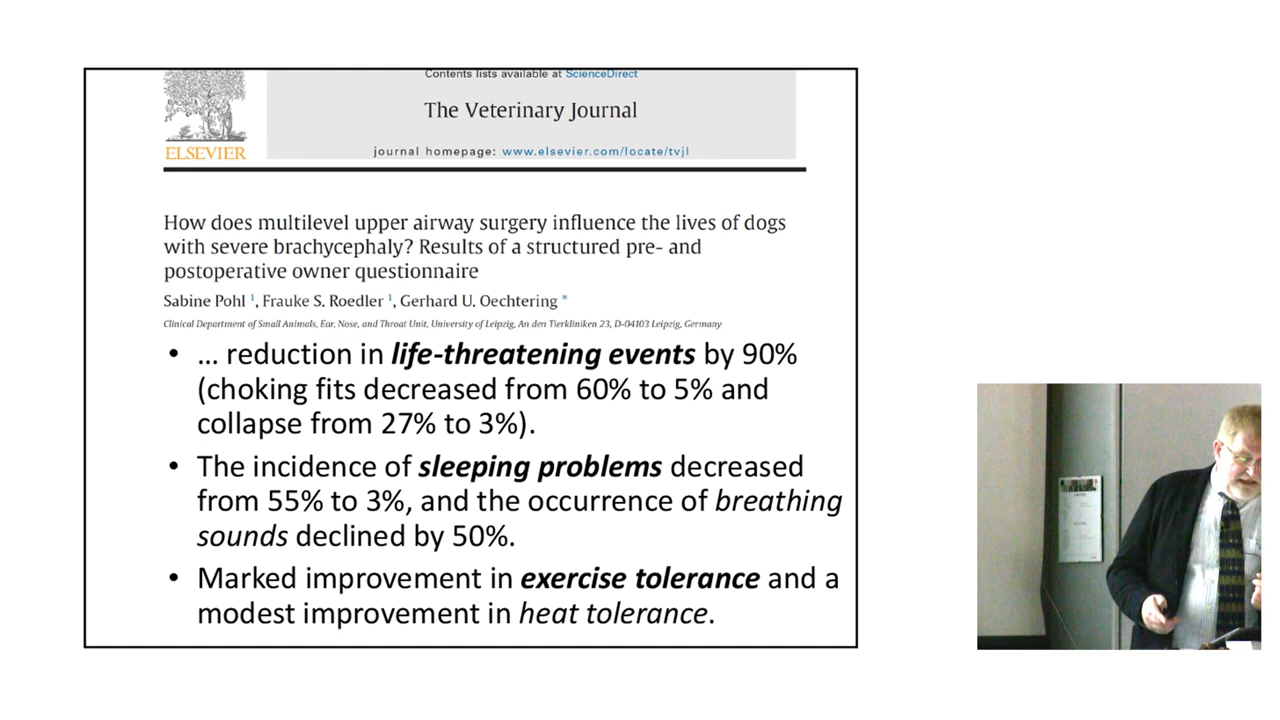 Contents lists available at ScienceDirect
The Veterinary Journal
journal homepage: www.elsevier.com/locate/tvjl
ELSEVIER
How does multilevel upper airway surgery influence the lives of dogs
with severe brachycephaly? Results of a structured pre- and
postoperative owner questionnaire
Sabine Pohl ¹, Frauke S. Roedler ¹, Gerhard U. Oechtering *
Clinical Department of Small Animals, Ear, Nose, and Throat Unit, University of Leipzig, An den Tierkliniken 23, D-04103 Leipzig, Germany
• … reduction in life-threatening events by 90%
(choking fits decreased from 60% to 5% and
collapse from 27% to 3%).
• The incidence of sleeping problems decreased
from 55% to 3%, and the occurrence of breathing
sounds declined by 50%.
• Marked improvement in exercise tolerance and a
modest improvement in heat tolerance.